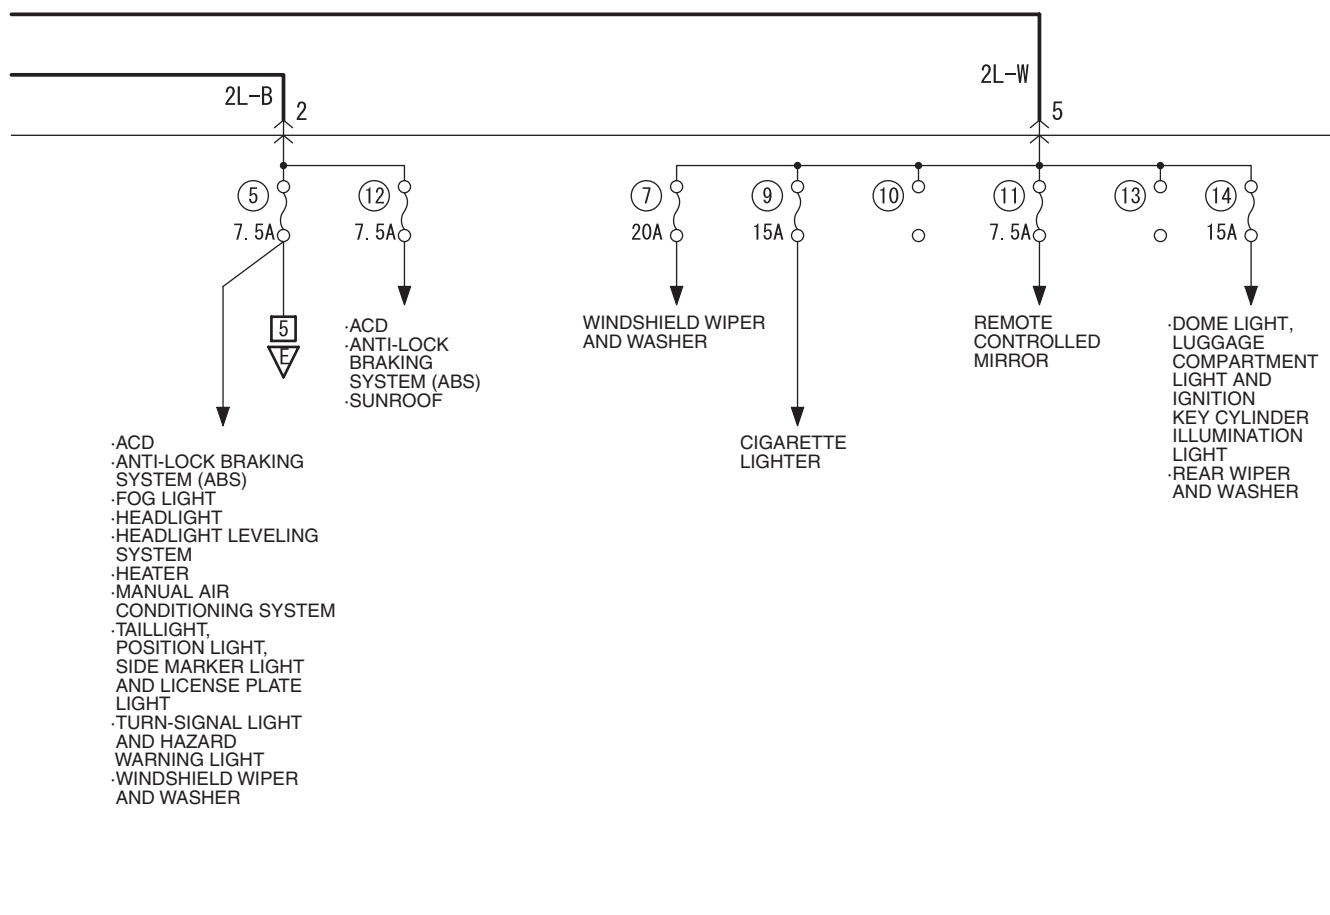 2L-W
2L-B
2
5
5
12
7
9
10
11
13
14
7.5A
7.5A
20A
15A
7.5A
15A
5
E
·ACD
·ANTI-LOCK
BRAKING
SYSTEM (ABS)
·SUNROOF
WINDSHIELD WIPER
AND WASHER
REMOTE
CONTROLLED
MIRROR
·DOME LIGHT,
LUGGAGE
COMPARTMENT
LIGHT AND
IGNITION
KEY CYLINDER
ILLUMINATION
LIGHT
·REAR WIPER
AND WASHER
CIGARETTE
LIGHTER
·ACD
·ANTI-LOCK BRAKING
SYSTEM (ABS)
·FOG LIGHT
·HEADLIGHT
·HEADLIGHT LEVELING
SYSTEM
·HEATER
·MANUAL AIR
CONDITIONING SYSTEM
·TAILLIGHT,
POSITION LIGHT,
SIDE MARKER LIGHT
AND LICENSE PLATE
LIGHT
·TURN-SIGNAL LIGHT
AND HAZARD
WARNING LIGHT
·WINDSHIELD WIPER
AND WASHER